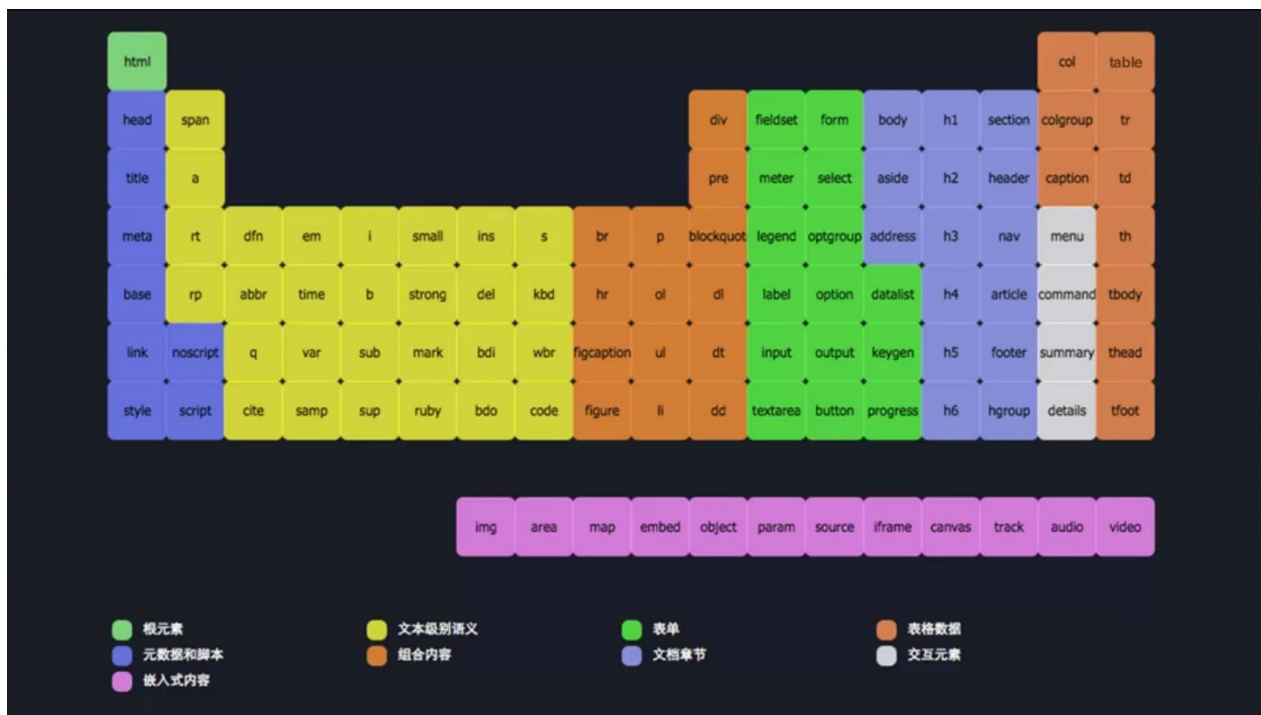 html col table
head span div fieldset form body h1 section colgroup tr
title a pre meter select aside h2 header caption td
meta rt dfn em i small ins s br p blockquot legend optgroup address h3 nav menu th
base rp abbr time b strong del kbd hr ol dl label option datalist h4 article command tbody
link noscript q var sub mark bdi wbr figcaption ul dt input output keygen h5 footer summary thead
style script cite samp sup ruby bdo code figure li dd textarea button progress h6 hgroup details tfoot
img area map embed object param source iframe canvas track audio video
根元素 文本级别语义 表单 表格数据
元数据和脚本 组合内容 文档章节 交互元素
嵌入式内容